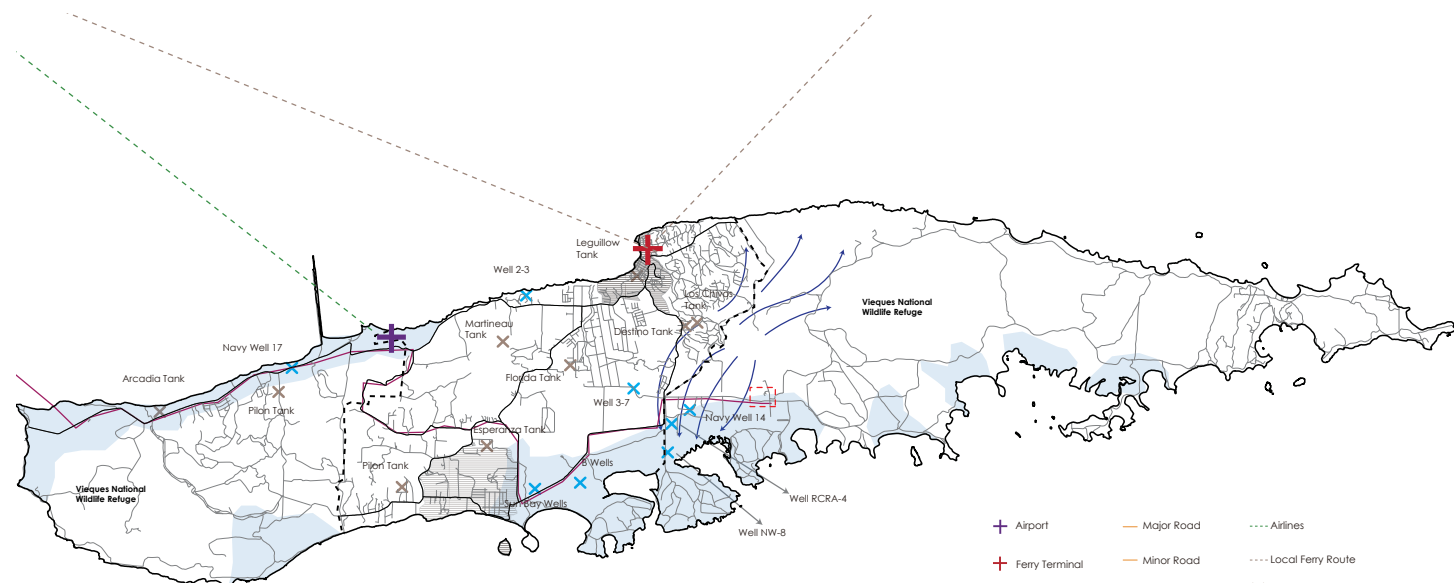 Leguillow
Tank
Well 2-3
Los Chivas
Tank
Vieques National
Wildlife Refuge
Martineau
Tank
Destino Tank
Navy Well 17
Arcadia Tank
Flouda Tank
Pilon Tank
Well 3-7
Navy Well 14
Esperanza Tank
Pilon Tank
B Wells
Vieques National
Wildlife Refuge
Sun Bay Wells
Well RCRA-4
Well NW-8
Airport
Major Road
Airlines
Ferry Terminal
Minor Road
Local Ferry Route